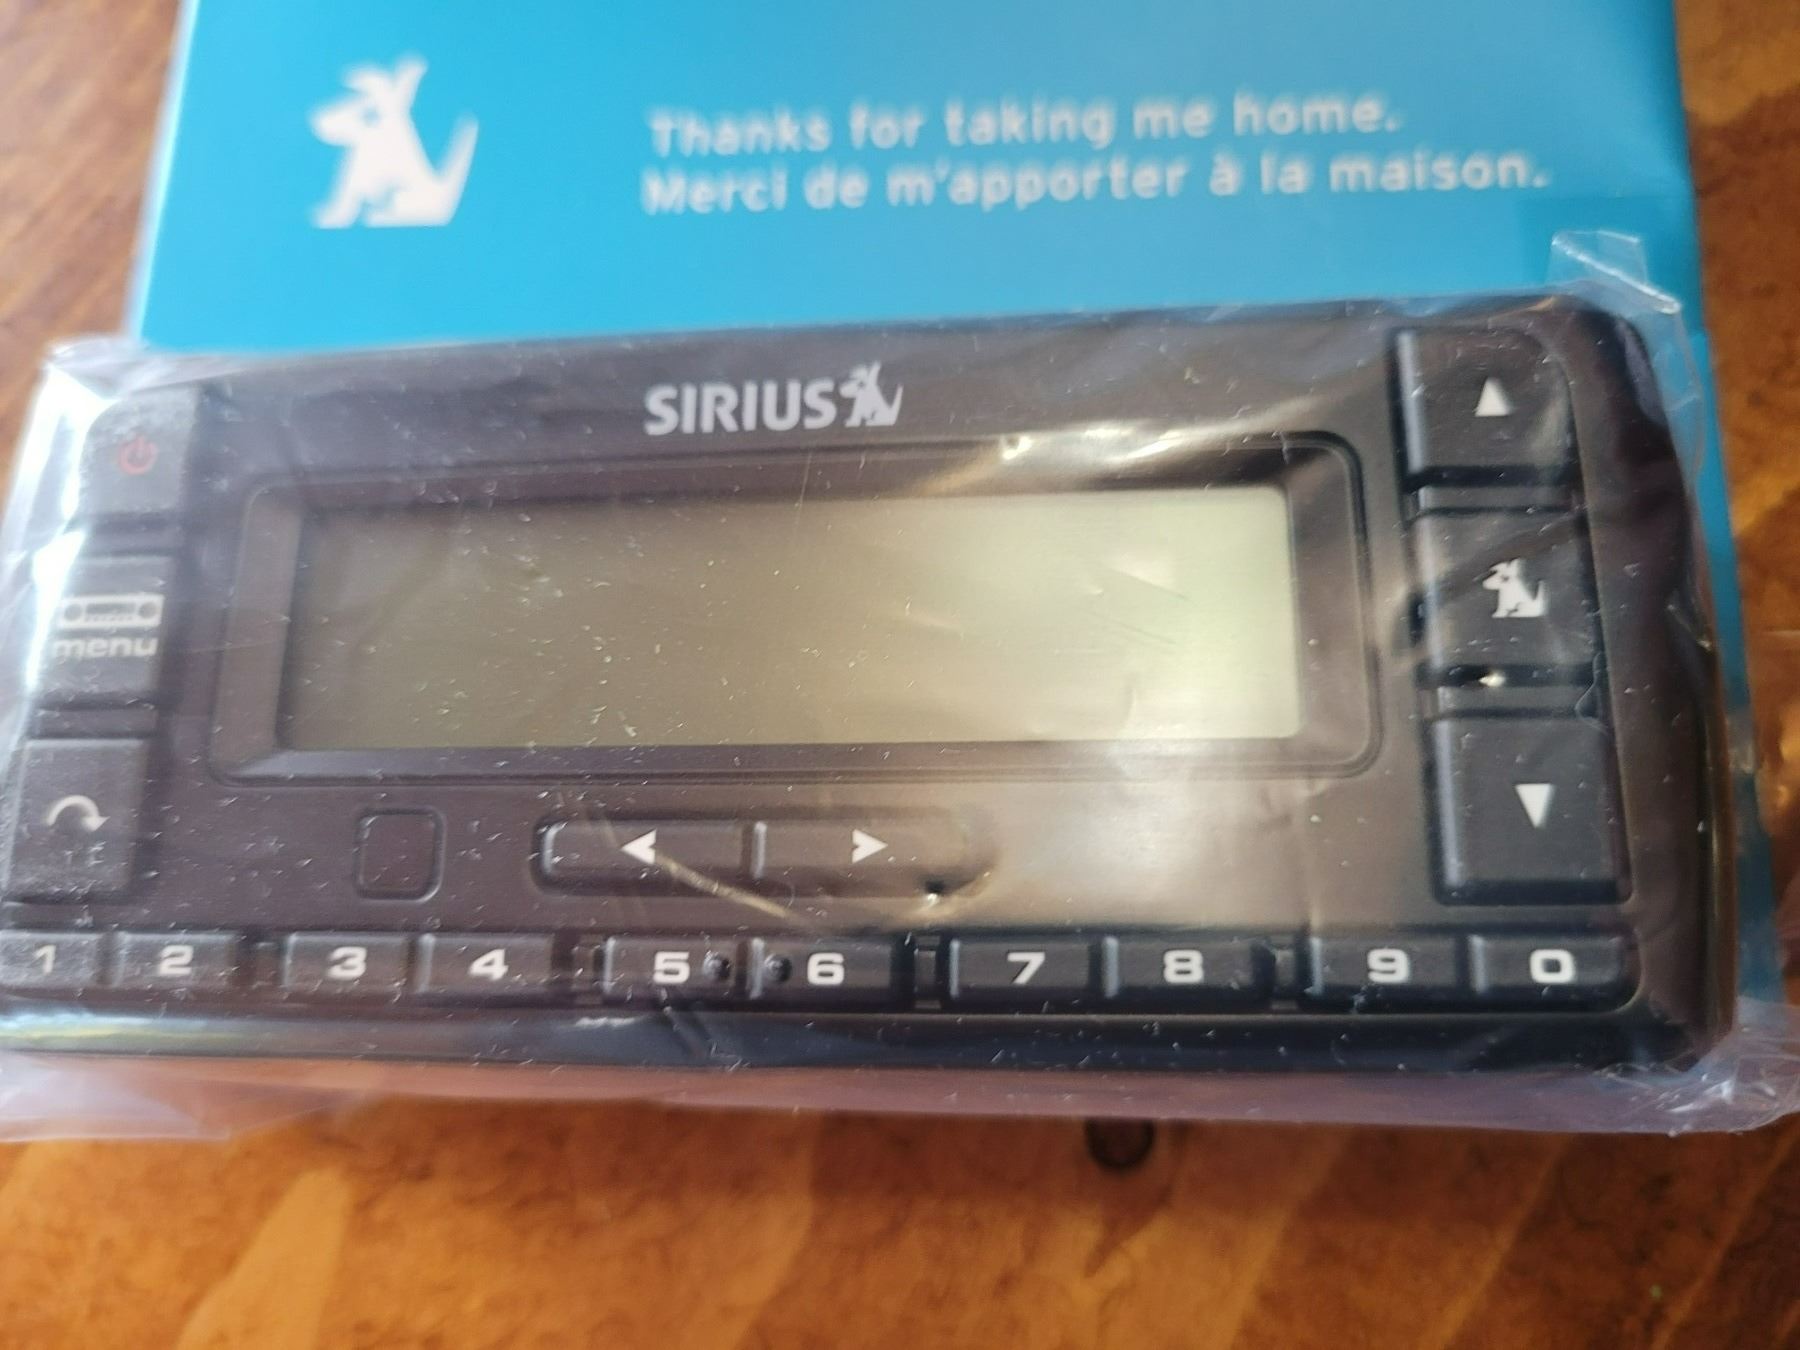 Thanks for taking me home.
Merci de m'apporter à la maison.
SIRIUS
menu
1 2 3 4 5 6 7 8 9 0